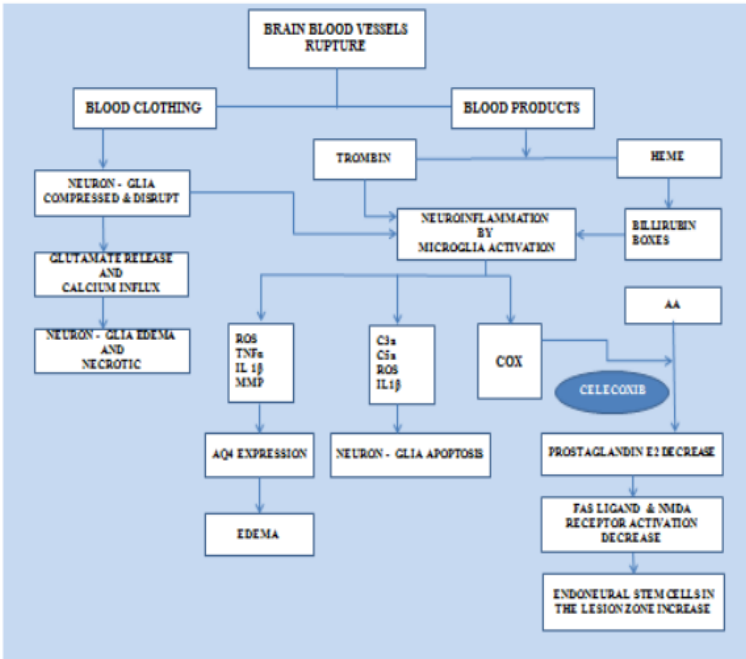 BRAIN BLOOD VESSELS
RUPTURE
BLOOD CLOTHING
BLOOD PRODUCTS
TROMBIN
HEME
NEURON - GLIA
COMPRESSED & DISRUPT
NEUROINFLAMMATION
BY
MICROGLIA ACTIVATION
BILLIRUBIN
BOXES
GLUTAMATE RELEASE
AND
CALCIUM INFLUX
AA
NEURON - GLIA EDEMA
AND
NECROTIC
ROS
TNFα
IL 1β
MMP
C3a
C5a
ROS
IL1β
COX
CELECOXIB
AQ4 EXPRESSION
NEURON - GLIA APOPTOSIS
PROSTAGLANDIN E2 DECREASE
EDEMA
FAS LIGAND & NMDA
RECEPTOR ACTIVATION
DECREASE
ENDONEURAL STEM CELLS IN
THE LESION ZONE INCREASE